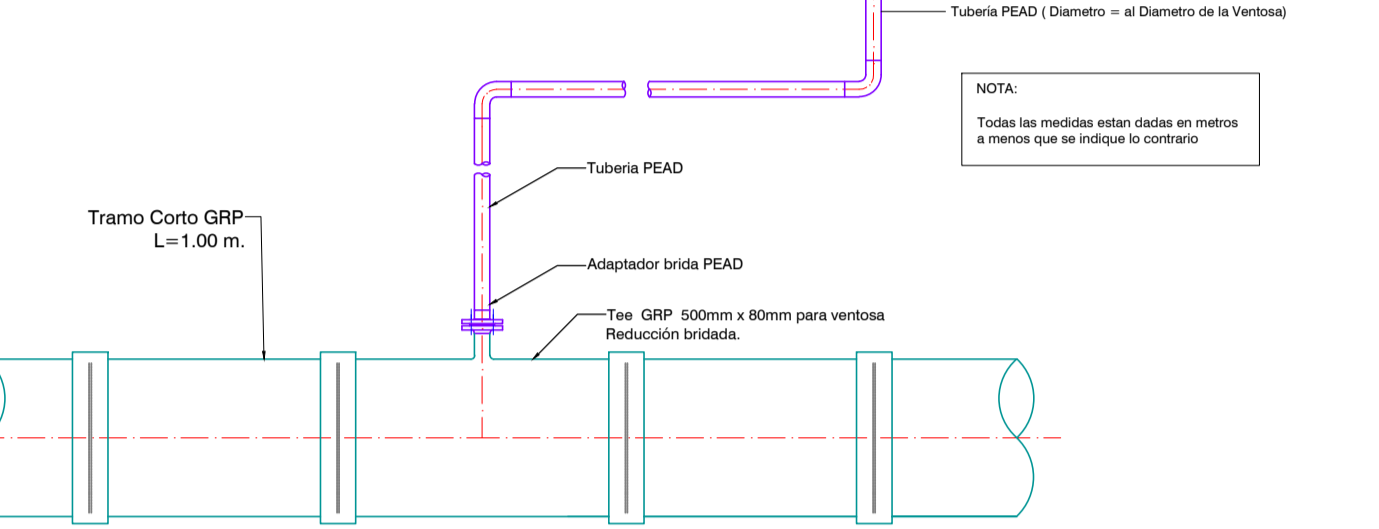 Tubería PEAD ( Diametro = al Diametro de la Ventosa)
NOTA:
Todas las medidas estan dadas en metros
a menos que se indique lo contrario
Tuberia PEAD
Tramo Corto GRP
L=1.00 m.
Adaptador brida PEAD
Tee GRP 500mm x 80mm para ventosa
Reducción bridada.